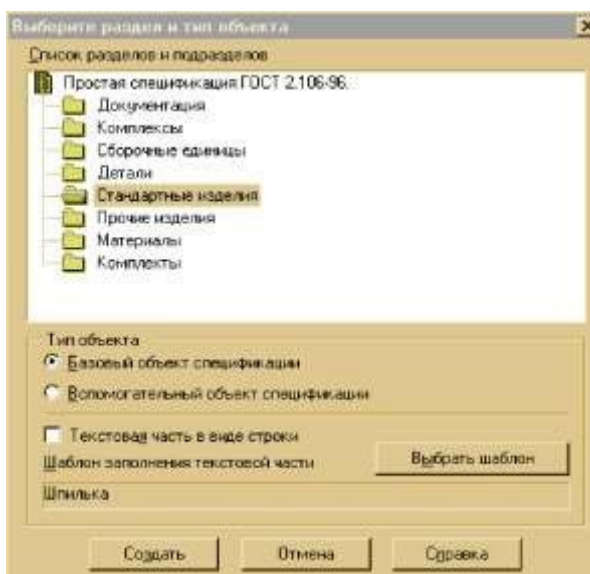 Выберите раздел и тип объекта
Список разделов и подразделов
Простая спецификация ГОСТ 2.106-96.
Документация
Комплексы
Сборочные единицы
Детали
Стандартные изделия
Прочие изделия
Материалы
Комплекты
Тип объекта
Базовый объект спецификации
Вспомогательный объект спецификации
Текстовая часть в виде строки
Шаблон заполнения текстовой части
Выбрать шаблон
Шпилька
Создать Отмена Справка